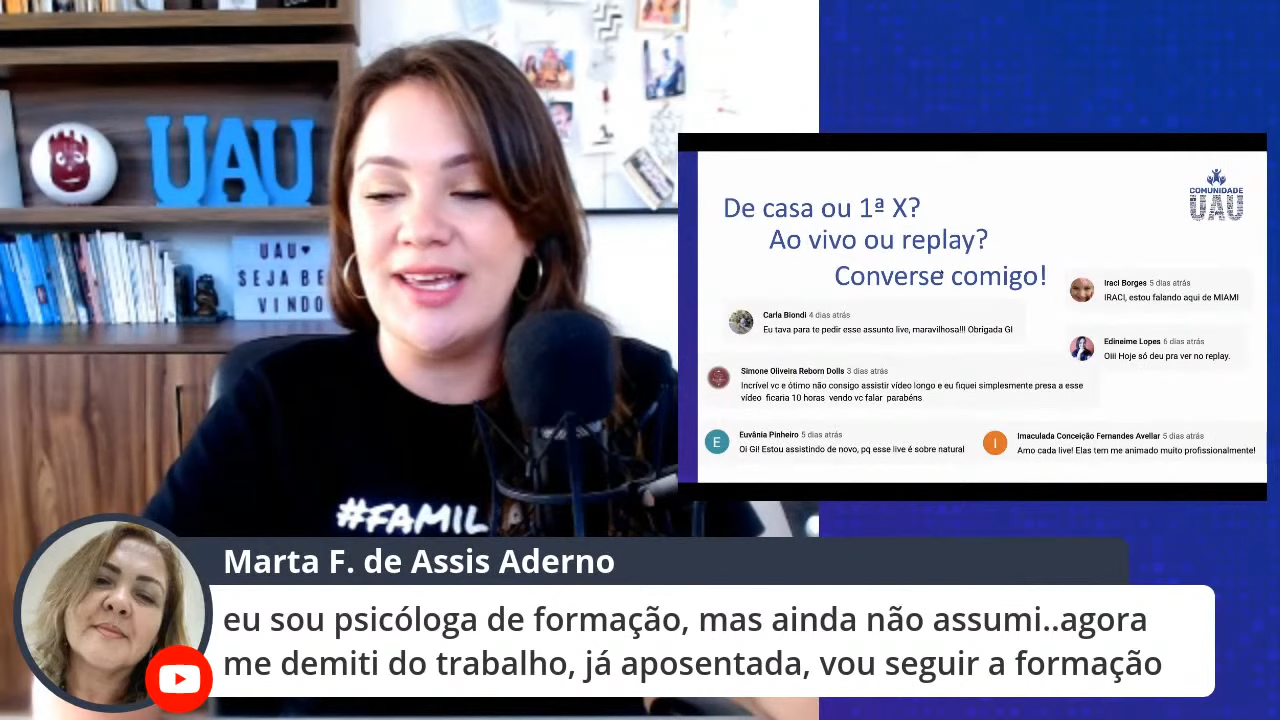 UAU
UAU♥
SEJA BE
VINDO
#FAMIL
De casa ou 1ª X?
Ao vivo ou replay?
Converse comigo!
COMUNIDADE
UAU
Iraci Borges 5 dias atrás
IRACI, estou falando aqui de MIAMI
Carla Biondi 4 dias atrás
Eu tava para te pedir esse assunto live, maravilhosa!!! Obrigada GI
Edineime Lopes 6 dias atrás
Oiii Hoje só deu pra ver no replay.
Simone Oliveira Reborn Dolls 3 dias atrás
Incrível vc e ótimo não consigo assistir vídeo longo e eu fiquei simplesmente presa a esse
vídeo ficaria 10 horas vendo vc falar parabéns
E
Euvânia Pinheiro 5 dias atrás
Oi Gi! Estou assistindo de novo, pq esse live é sobre natural
I
Imaculada Conceição Fernandes Avellar 5 dias atrás
Amo cada live! Elas tem me animado muito profissionalmente!
Marta F. de Assis Aderno
eu sou psicóloga de formação, mas ainda não assumi..agora
me demiti do trabalho, já aposentada, vou seguir a formação